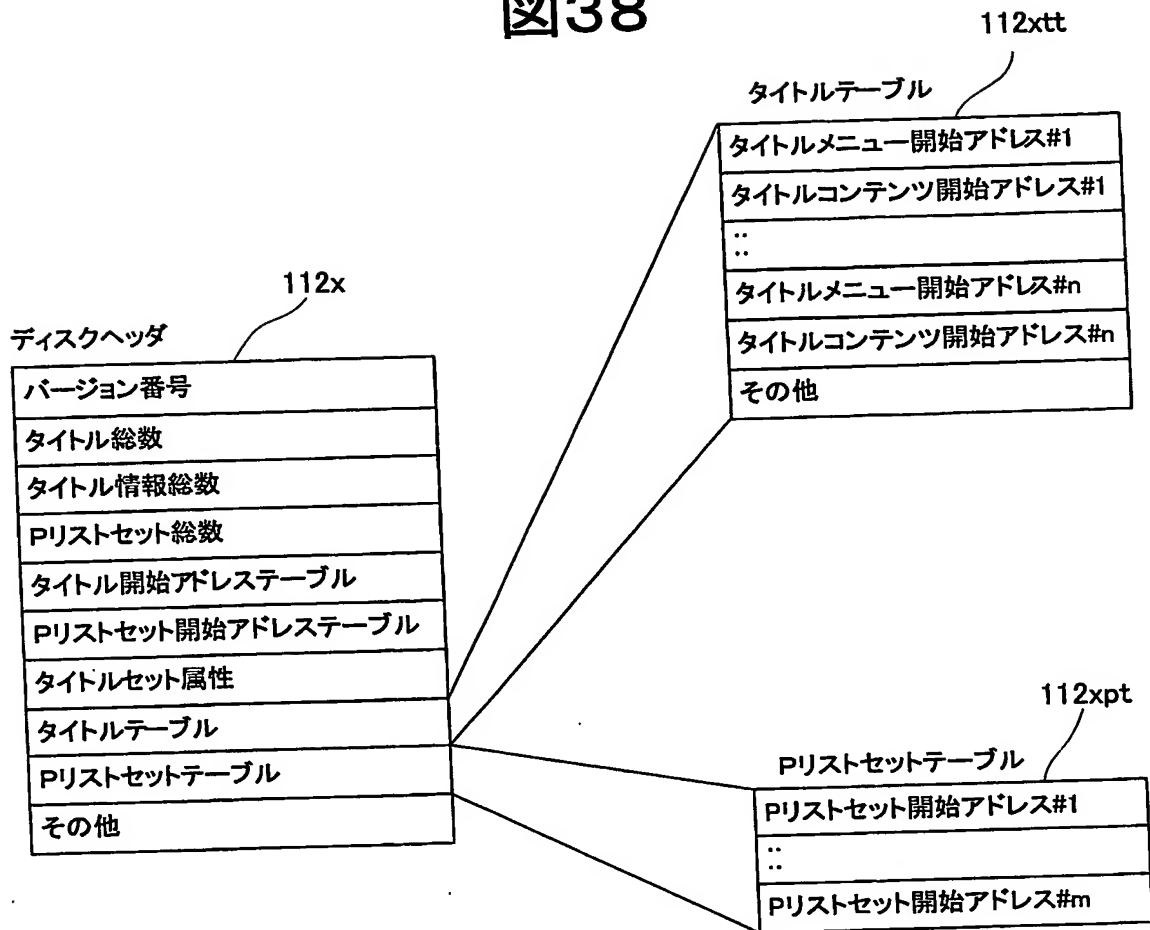 図38
112xtt
タイトルテーブル
タイトルメニュー開始アドレス#1
タイトルコンテンツ開始アドレス#1
::
タイトルメニュー開始アドレス#n
タイトルコンテンツ開始アドレス#n
その他
112x
ディスクヘッダ
バージョン番号
タイトル総数
タイトル情報総数
Pリストセット総数
タイトル開始アドレステーブル
Pリストセット開始アドレステーブル
タイトルセット属性
タイトルテーブル
Pリストセットテーブル
その他
112xpt
Pリストセットテーブル
Pリストセット開始アドレス#1
::
Pリストセット開始アドレス#m